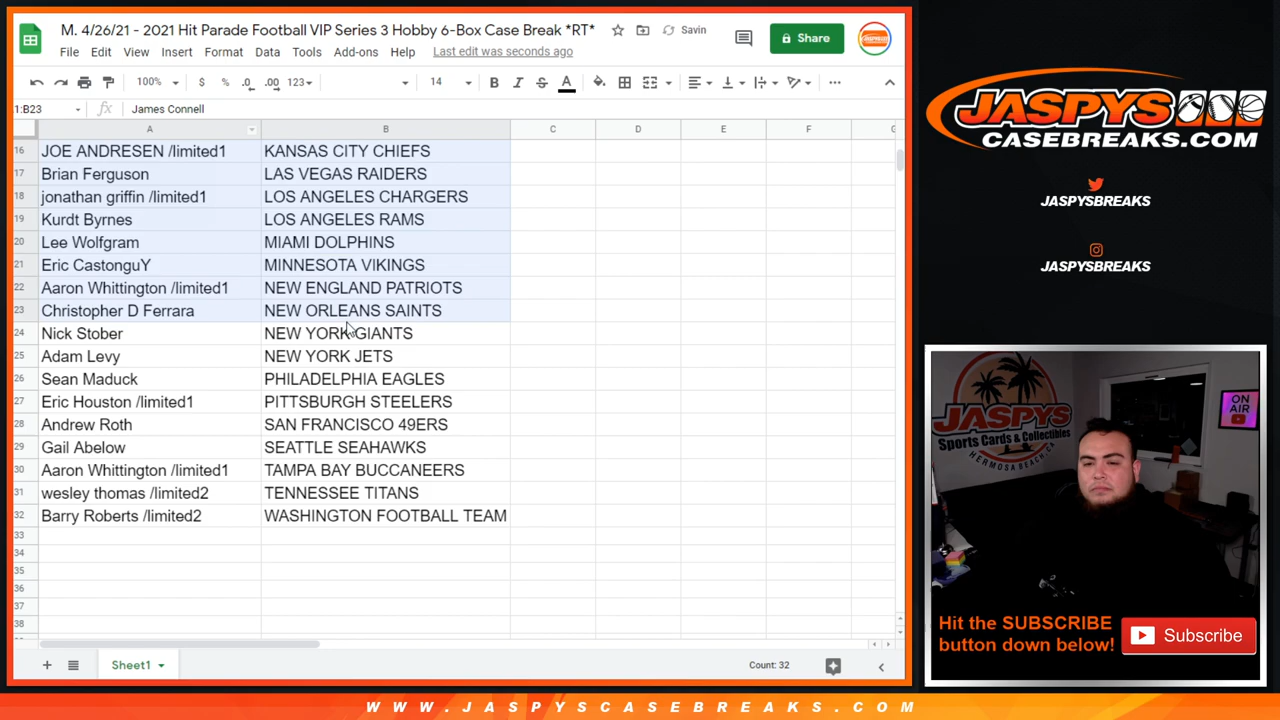 M. 4/26/21 - 2021 Hit Parade Football VIP Series 3 Hobby 6-Box Case Break *RT* Savin
Share
File Edit View Insert Format Data Tools Add-ons Help Last edit was seconds ago
100% $ % .0 .00 123 14 B I S A
1:B23 fx James Connell
A B C D E F G
16 JOE ANDRESEN /limited1 KANSAS CITY CHIEFS
17 Brian Ferguson LAS VEGAS RAIDERS
18 jonathan griffin /limited1 LOS ANGELES CHARGERS
19 Kurdt Byrnes LOS ANGELES RAMS
20 Lee Wolfgram MIAMI DOLPHINS
21 Eric CastonguY MINNESOTA VIKINGS
22 Aaron Whittington /limited1 NEW ENGLAND PATRIOTS
23 Christopher D Ferrara NEW ORLEANS SAINTS
24 Nick Stober NEW YORK GIANTS
25 Adam Levy NEW YORK JETS
26 Sean Maduck PHILADELPHIA EAGLES
27 Eric Houston /limited1 PITTSBURGH STEELERS
28 Andrew Roth SAN FRANCISCO 49ERS
29 Gail Abelow SEATTLE SEAHAWKS
30 Aaron Whittington /limited1 TAMPA BAY BUCCANEERS
31 wesley thomas /limited2 TENNESSEE TITANS
32 Barry Roberts /limited2 WASHINGTON FOOTBALL TEAM
33
34
35
36
37
38
Sheet1 Count: 32
JASPYS
CASEBREAKS.COM
JASPYSBREAKS
JASPYSBREAKS
JASPYS
Sports Cards & Collectibles
HERMOSA BEACH, CA
ON
AIR
Hit the SUBSCRIBE
button down below!
Subscribe
WWW.JASPYSCASEBREAKS.COM